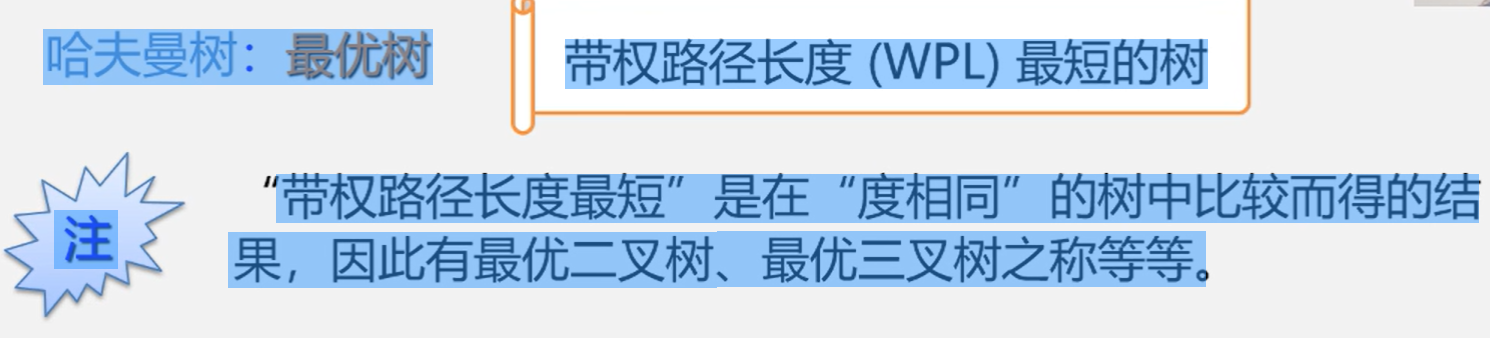 哈夫曼树：最优树
带权路径长度 (WPL) 最短的树
注
“带权路径长度最短”是在“度相同”的树中比较而得的结
果，因此有最优二叉树、最优三叉树之称等等。